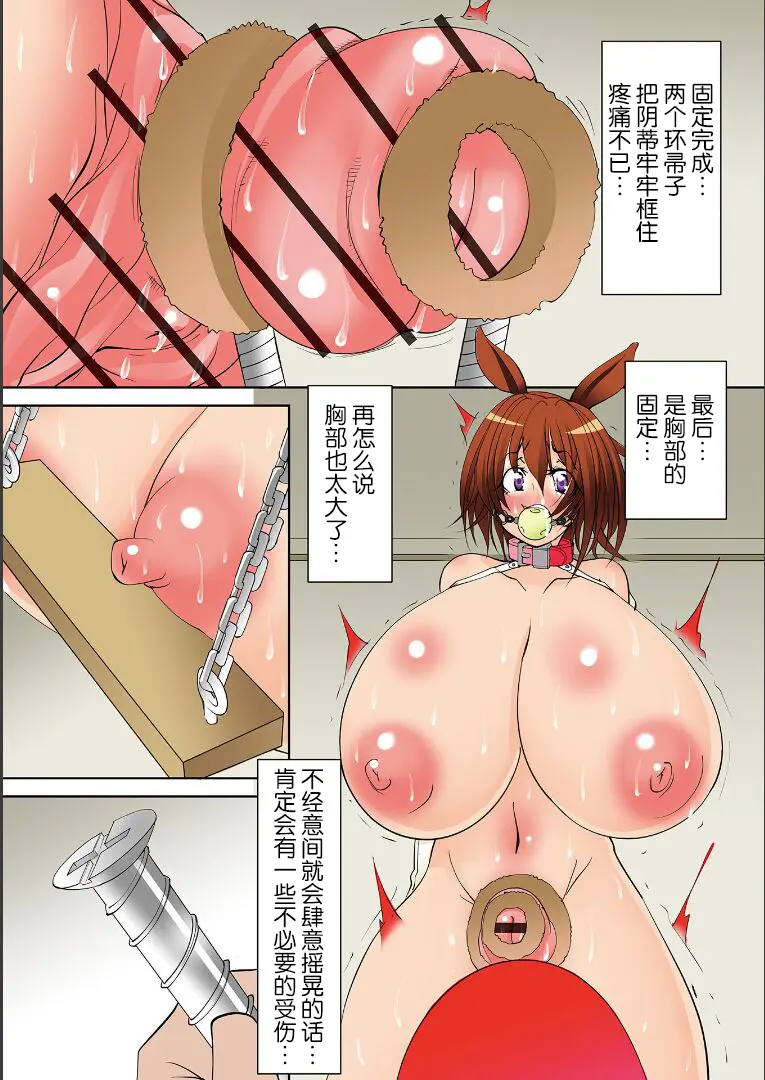 固定完成…
两个环帚子
把阴蒂牢牢框住
疼痛不已…
最后…
是胸部的
固定…
再怎么说
胸部也太大了…
不经意间就会肆意摇晃的话
肯定会有一些不必要的受伤…